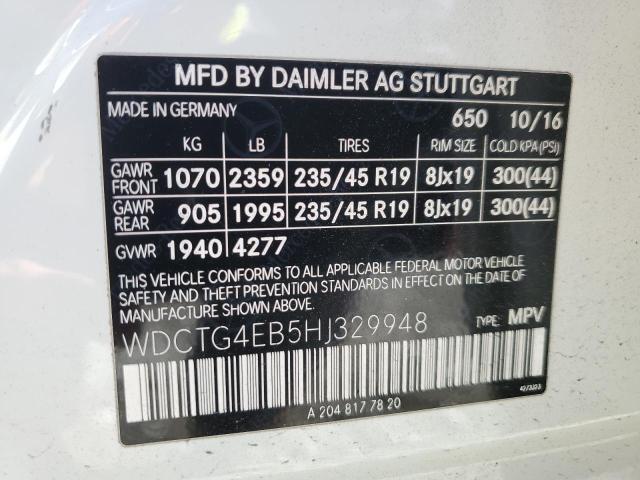 MFD BY DAIMLER AG STUTTGART
MADE IN GERMANY 650 10/16
KG LB TIRES RIM SIZE COLD KPA (PSI)
GAWR FRONT 1070 2359 235/45 R19 8Jx19 300(44)
GAWR REAR 905 1995 235/45 R19 8Jx19 300(44)
GVWR 1940 4277
THIS VEHICLE CONFORMS TO ALL APPLICABLE FEDERAL MOTOR VEHICLE
SAFETY, BUMPER AND THEFT PREVENTION STANDARDS IN EFFECT ON THE DATE OF
MANUFACTURE SHOWN ABOVE.
WDCTG4EB5HJ329948 TYPE: MPV
A 204 817 78 20